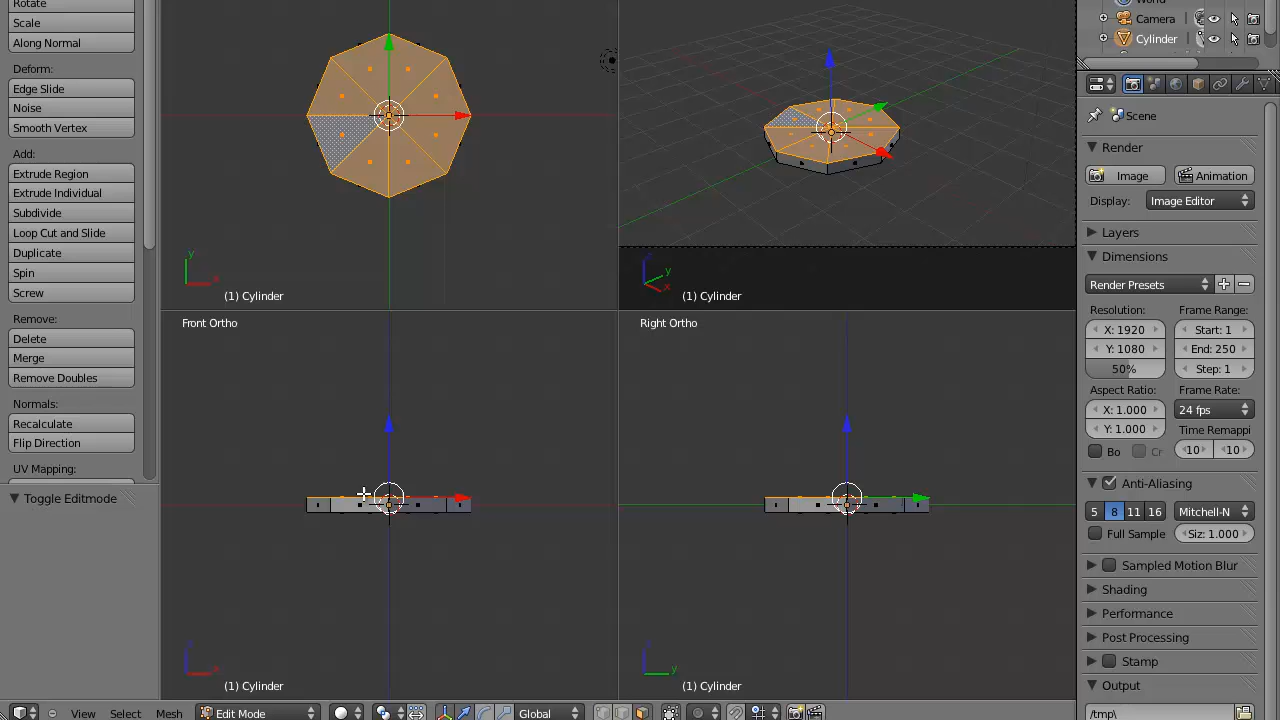 Rotate
Scale
Along Normal
Deform:
Edge Slide
Noise
Smooth Vertex
Add:
Extrude Region
Extrude Individual
Subdivide
Loop Cut and Slide
Duplicate
Spin
Screw
Remove:
Delete
Merge
Remove Doubles
Normals:
Recalculate
Flip Direction
UV Mapping:
Toggle Editmode
y
x
(1) Cylinder
z
y
x
(1) Cylinder
Front Ortho
z
x
(1) Cylinder
Right Ortho
z
y
(1) Cylinder
View Select Mesh Edit Mode Global
World
Camera
Cylinder
Scene
Render
Image Animation
Display: Image Editor
Layers
Dimensions
Render Presets
Resolution: Frame Range:
X: 1920 Start: 1
Y: 1080 End: 250
50% Step: 1
Aspect Ratio: Frame Rate:
X: 1.000 24 fps
Y: 1.000 Time Remappi
Bo Cr 10 10
Anti-Aliasing
5 8 11 16 Mitchell-N
Full Sample Siz: 1.000
Sampled Motion Blur
Shading
Performance
Post Processing
Stamp
Output
/tmp\